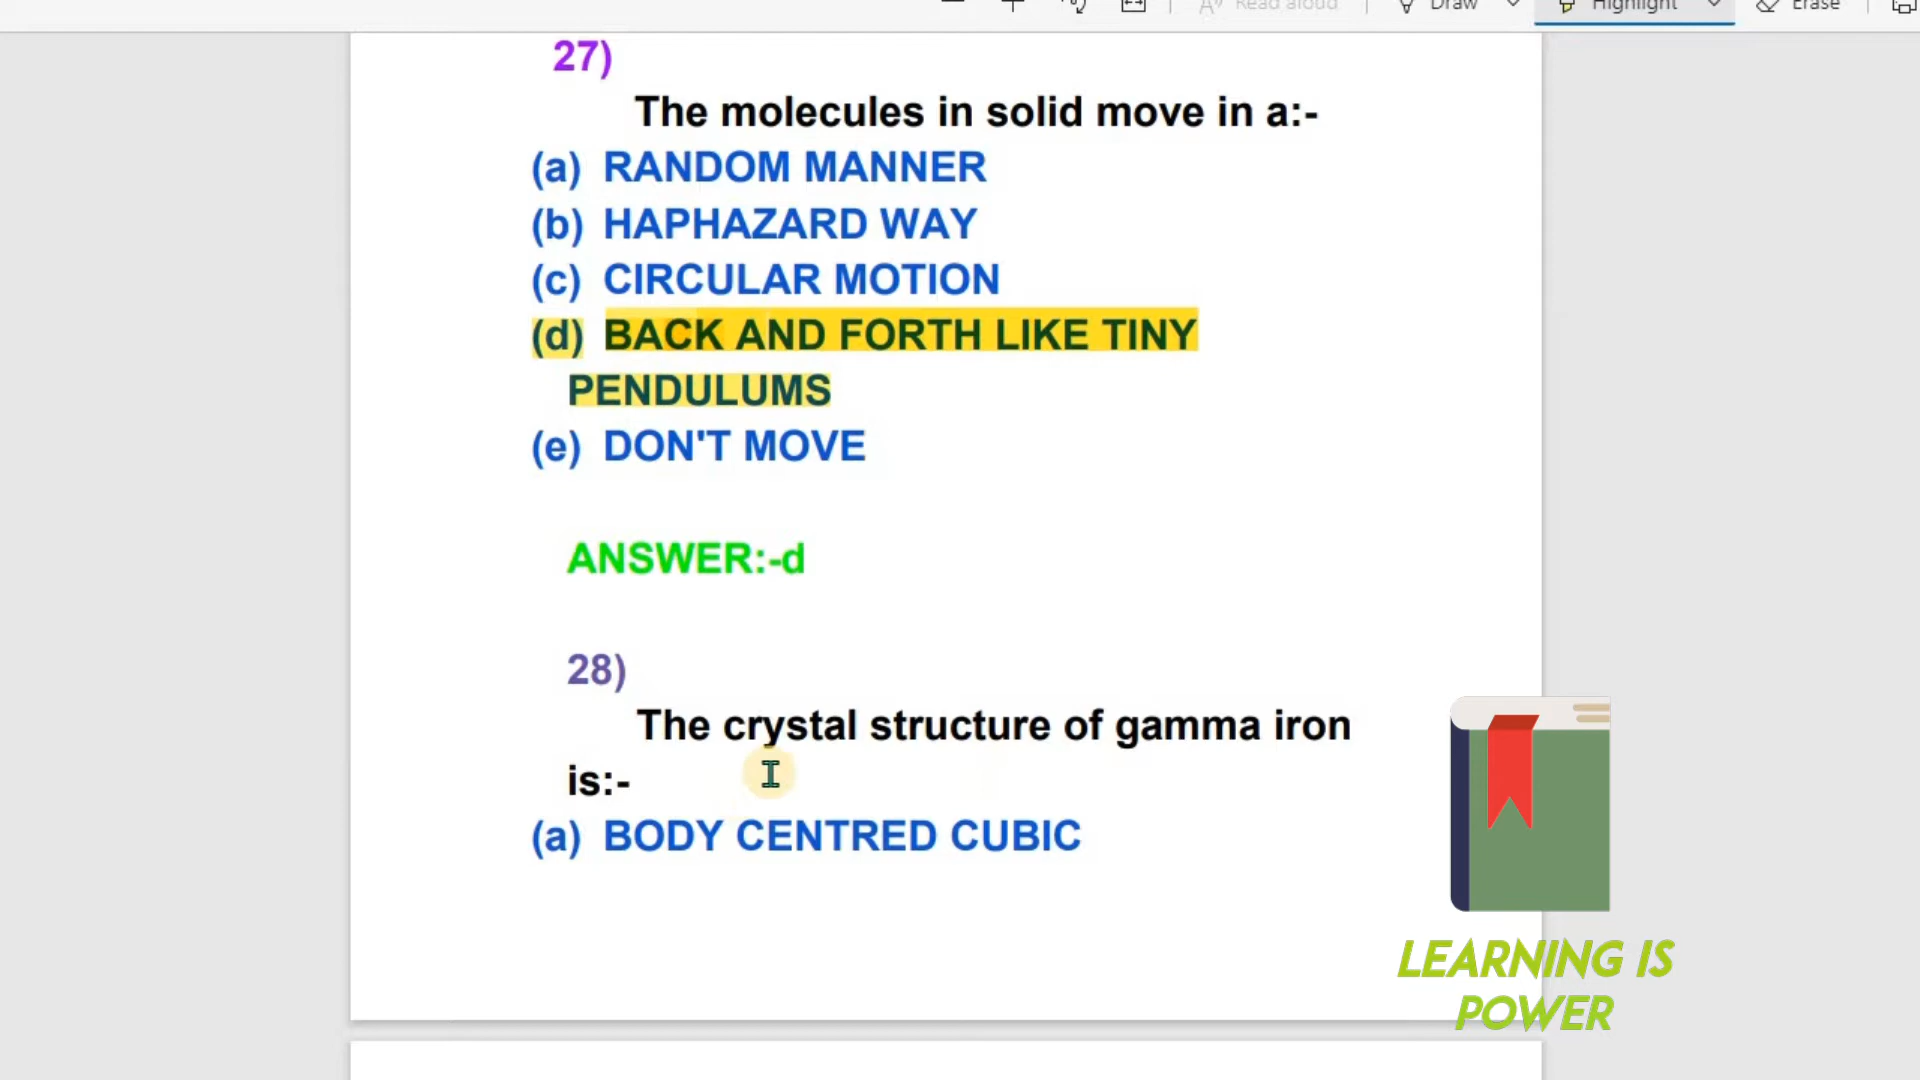 Read aloud Draw Highlight Erase
27)
The molecules in solid move in a:-
(a) RANDOM MANNER
(b) HAPHAZARD WAY
(c) CIRCULAR MOTION
(d) BACK AND FORTH LIKE TINY
PENDULUMS
(e) DON'T MOVE
ANSWER:-d
28)
The crystal structure of gamma iron
is:-
(a) BODY CENTRED CUBIC
LEARNING IS
POWER